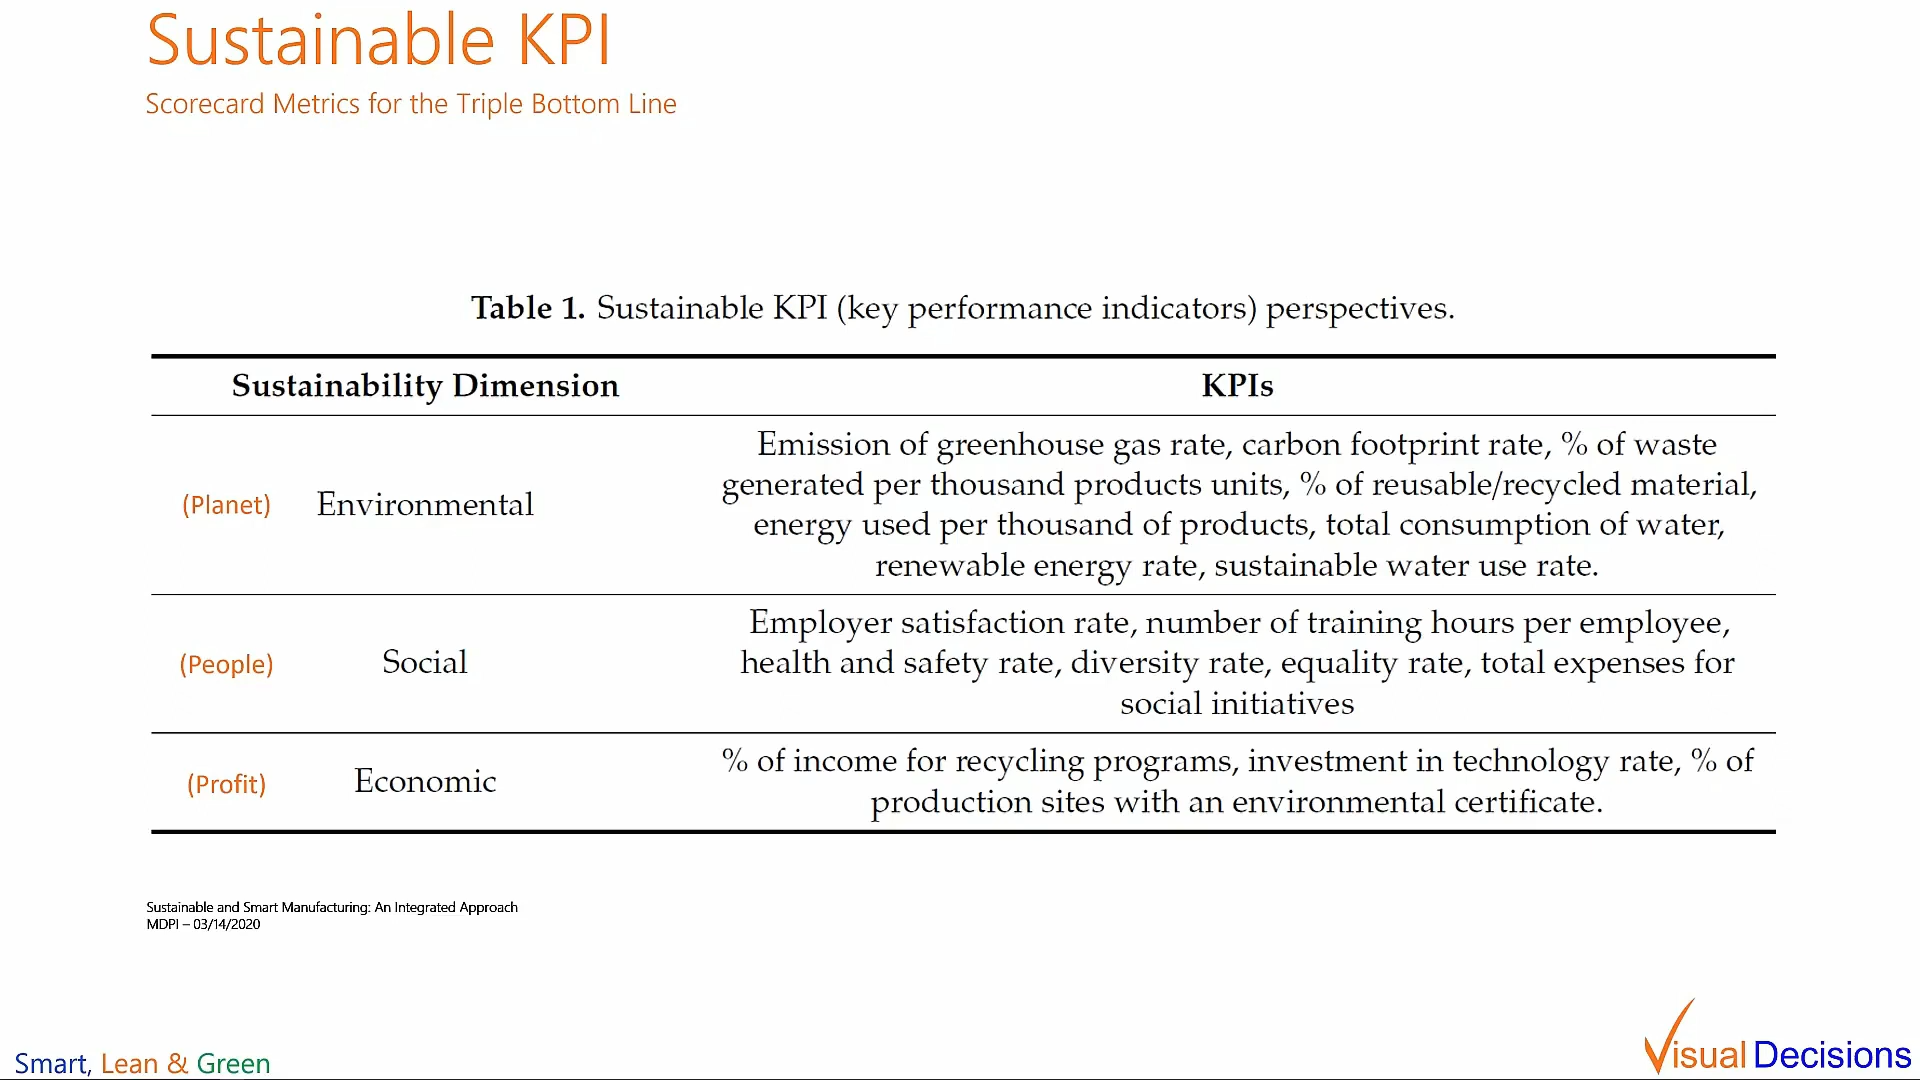 Sustainable KPI
Scorecard Metrics for the Triple Bottom Line
Table 1. Sustainable KPI (key performance indicators) perspectives.
Sustainability Dimension KPIs
(Planet) Environmental
Emission of greenhouse gas rate, carbon footprint rate, % of waste
generated per thousand products units, % of reusable/recycled material,
energy used per thousand of products, total consumption of water,
renewable energy rate, sustainable water use rate.
(People) Social
Employer satisfaction rate, number of training hours per employee,
health and safety rate, diversity rate, equality rate, total expenses for
social initiatives
(Profit) Economic
% of income for recycling programs, investment in technology rate, % of
production sites with an environmental certificate.
Sustainable and Smart Manufacturing: An Integrated Approach
MDPI – 03/14/2020
Smart, Lean & Green
Visual Decisions